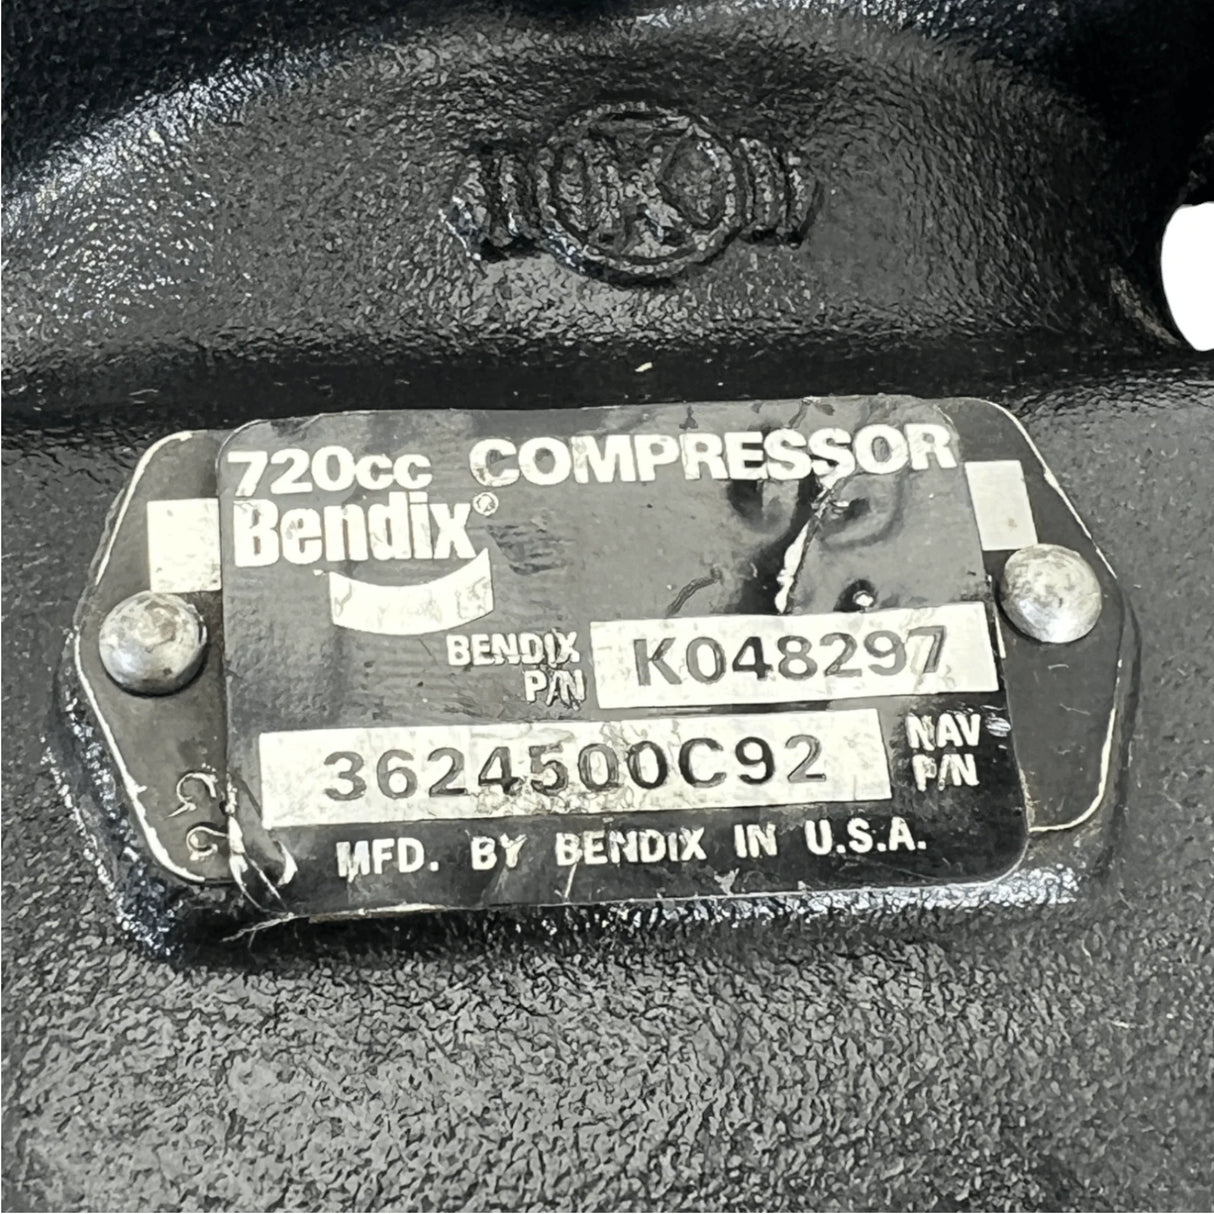 720cc COMPRESSOR
Bendix®
BENDIX P/N K048297
3624500C92 NAV P/N
MFD. BY BENDIX IN U.S.A.